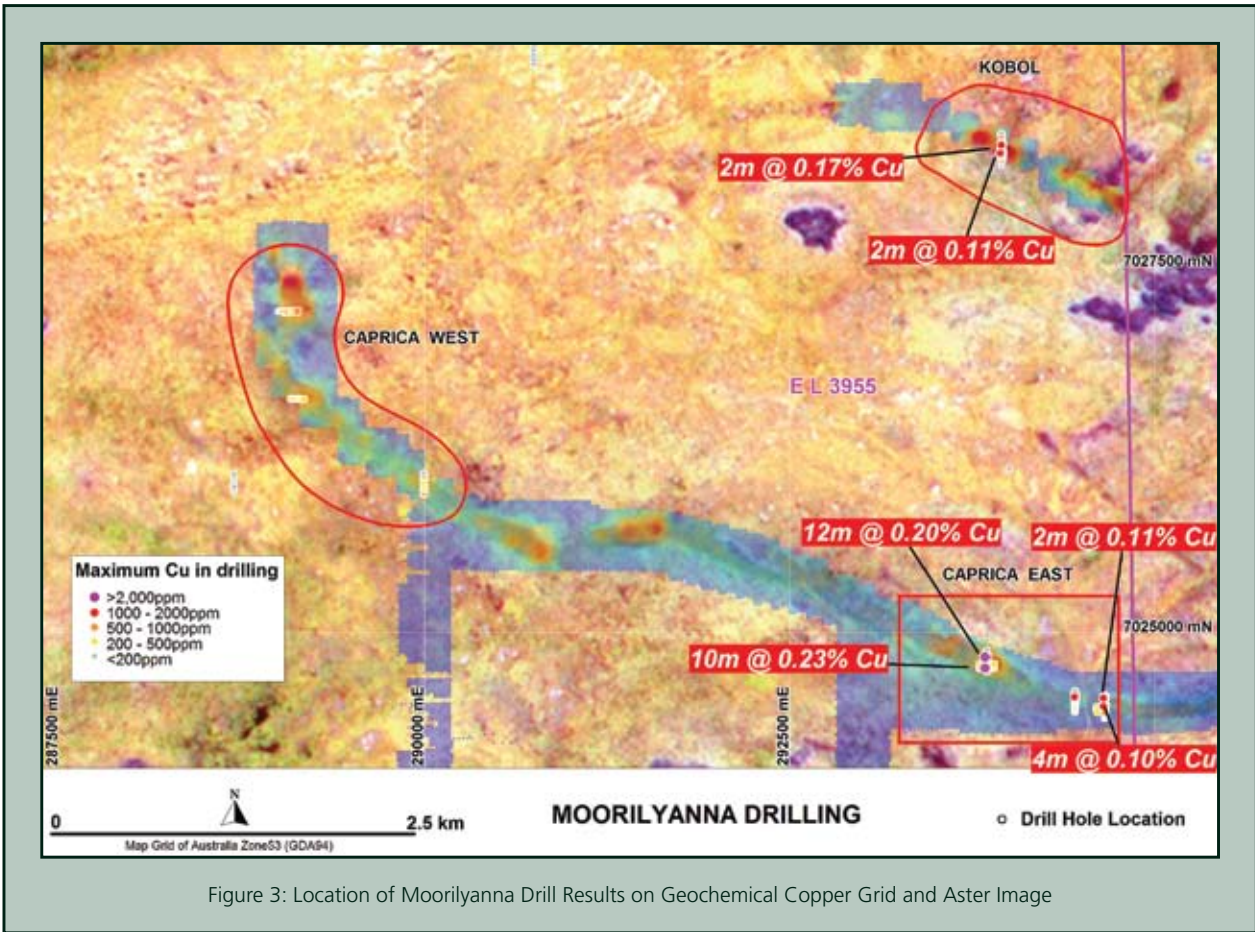 KOBOL
2m @ 0.17% Cu
2m @ 0.11% Cu
7027500 mN
CAPRICA WEST
E L 3955
12m @ 0.20% Cu
2m @ 0.11% Cu
CAPRICA EAST
Maximum Cu in drilling
>2,000ppm
1000 - 2000ppm
500 - 1000ppm
200 - 500ppm
<200ppm
7025000 mN
10m @ 0.23% Cu
287500 mE
290000 mE
292500 mE
4m @ 0.10% Cu
N
0
2.5 km
Map Grid of Australia Zone53 (GDA94)
MOORILYANNA DRILLING
Drill Hole Location
Figure 3: Location of Moorilyanna Drill Results on Geochemical Copper Grid and Aster Image